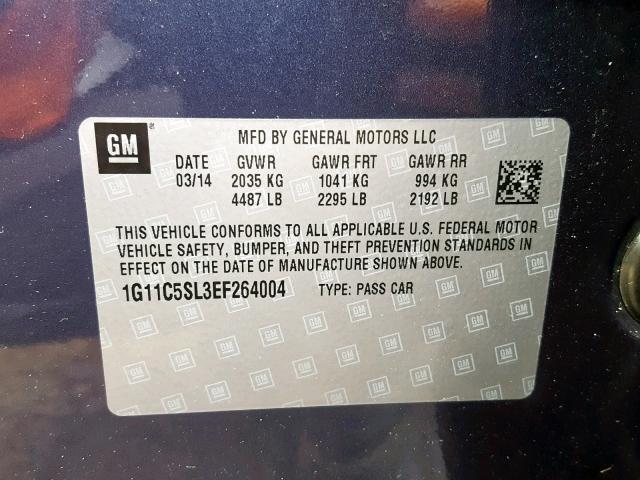 GM ® MFD BY GENERAL MOTORS LLC
DATE GVWR GAWR FRT GAWR RR
03/14 2035 KG 1041 KG 994 KG
4487 LB 2295 LB 2192 LB
THIS VEHICLE CONFORMS TO ALL APPLICABLE U.S. FEDERAL MOTOR
VEHICLE SAFETY, BUMPER, AND THEFT PREVENTION STANDARDS IN
EFFECT ON THE DATE OF MANUFACTURE SHOWN ABOVE.
1G11C5SL3EF264004 TYPE: PASS CAR